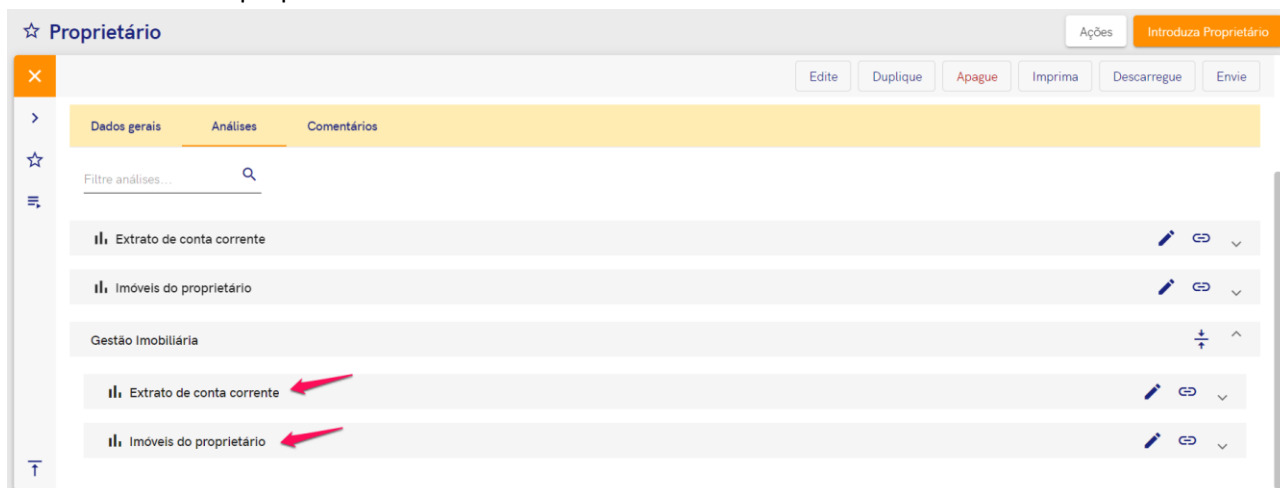 Proprietário
Ações
Introduza Proprietário
Edite
Duplique
Apague
Imprima
Descarregue
Envie
Dados gerais
Análises
Comentários
Filtre análises...
Extrato de conta corrente
Imóveis do proprietário
Gestão Imobiliária
Extrato de conta corrente
Imóveis do proprietário